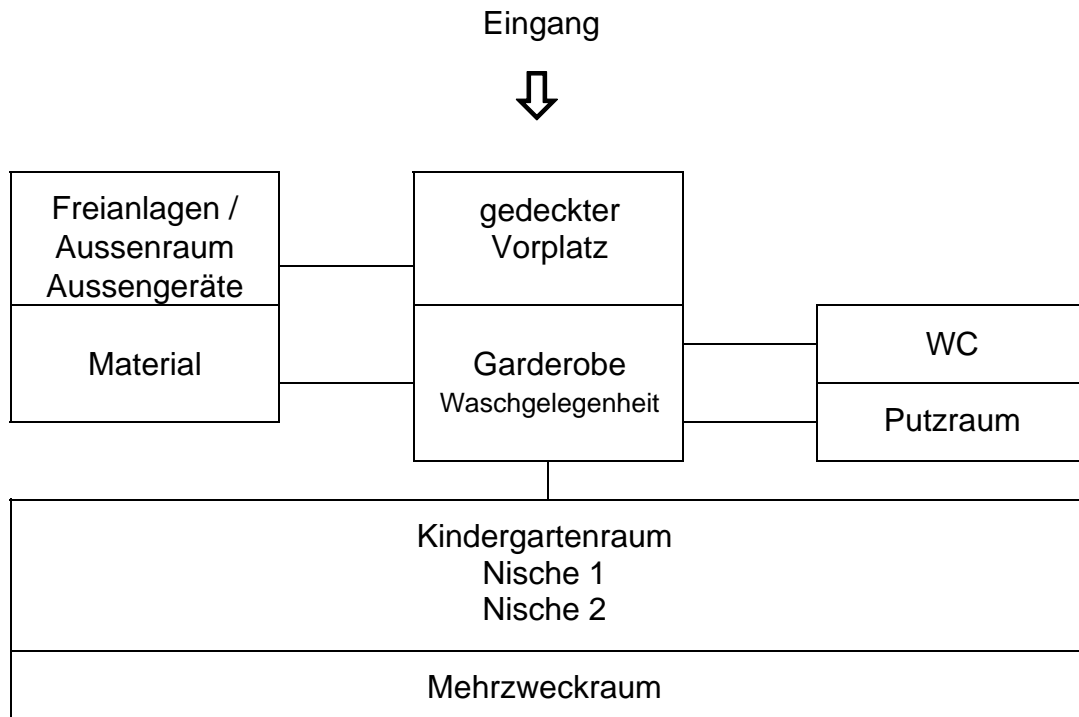 Eingang
Freianlagen /
Aussenraum
Aussengeräte
gedeckter
Vorplatz
Material
Garderobe
Waschgelegenheit
WC
Putzraum
Kindergartenraum
Nische 1
Nische 2
Mehrzweckraum